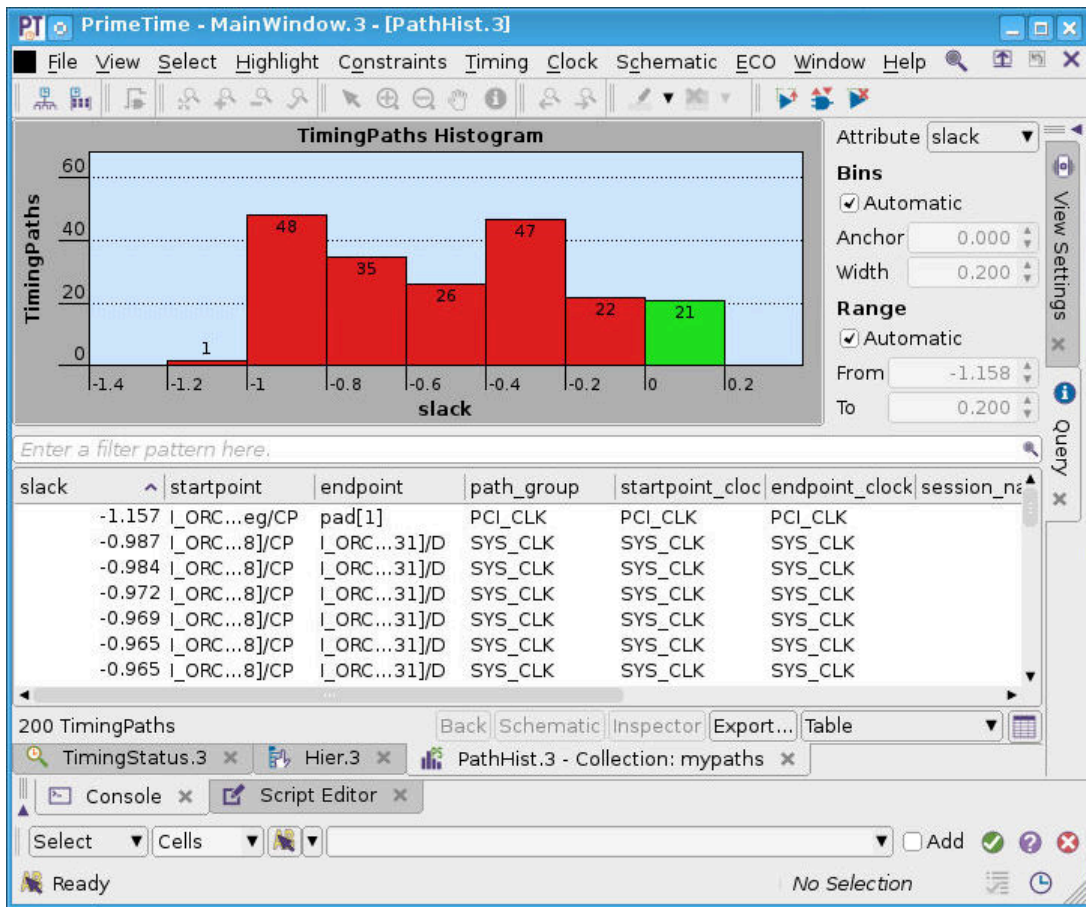 PT PrimeTime - MainWindow.3 - [PathHist.3]
File View Select Highlight Constraints Timing Clock Schematic ECO Window Help
TimingPaths Histogram
TimingPaths
60
40
20
0
1
48
35
26
47
22
21
-1.4 -1.2 -1 -0.8 -0.6 -0.4 -0.2 0 0.2
slack
Attribute slack
Bins
Automatic
Anchor 0.000
Width 0.200
Range
Automatic
From -1.158
To 0.200
View Settings
Query
Enter a filter pattern here.
slack startpoint endpoint path_group startpoint_cloc endpoint_clock session_na
-1.157 I_ORC...eg/CP pad[1] PCI_CLK PCI_CLK PCI_CLK
-0.987 I_ORC...8]/CP I_ORC...31]/D SYS_CLK SYS_CLK SYS_CLK
-0.984 I_ORC...8]/CP I_ORC...31]/D SYS_CLK SYS_CLK SYS_CLK
-0.972 I_ORC...8]/CP I_ORC...31]/D SYS_CLK SYS_CLK SYS_CLK
-0.969 I_ORC...8]/CP I_ORC...31]/D SYS_CLK SYS_CLK SYS_CLK
-0.965 I_ORC...8]/CP I_ORC...31]/D SYS_CLK SYS_CLK SYS_CLK
-0.965 I_ORC...8]/CP I_ORC...31]/D SYS_CLK SYS_CLK SYS_CLK
200 TimingPaths Back Schematic Inspector Export... Table
TimingStatus.3 Hier.3 PathHist.3 - Collection: mypaths
Console Script Editor
Select Cells Add
Ready No Selection